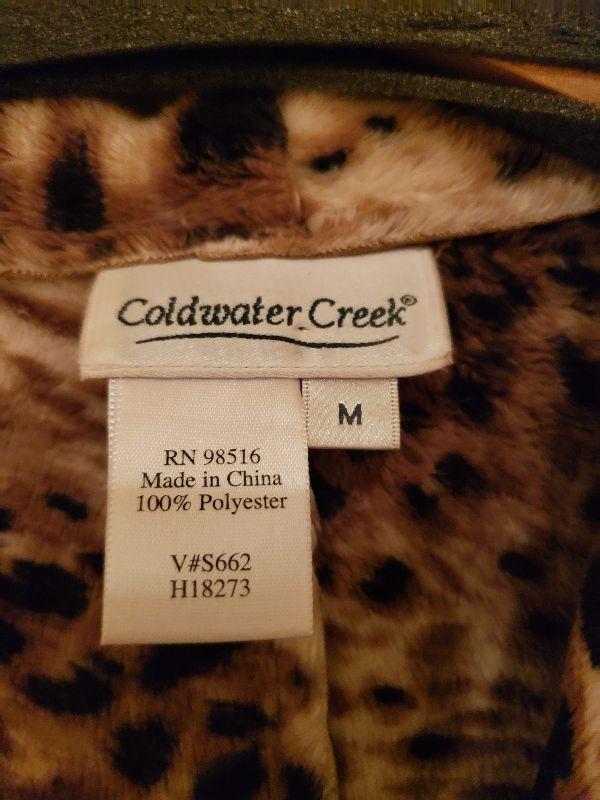 Coldwater Creek®
M
RN 98516
Made in China
100% Polyester
V#S662
H18273